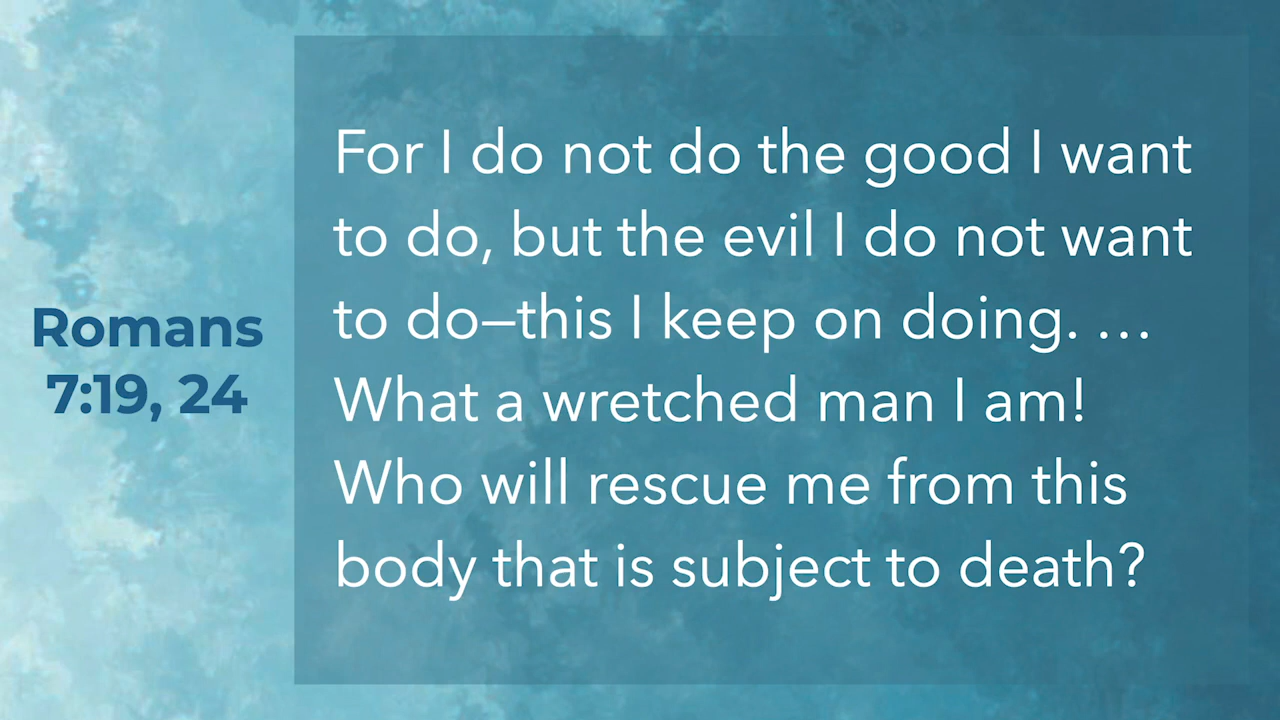 Romans
7:19, 24
For I do not do the good I want
to do, but the evil I do not want
to do—this I keep on doing. …
What a wretched man I am!
Who will rescue me from this
body that is subject to death?